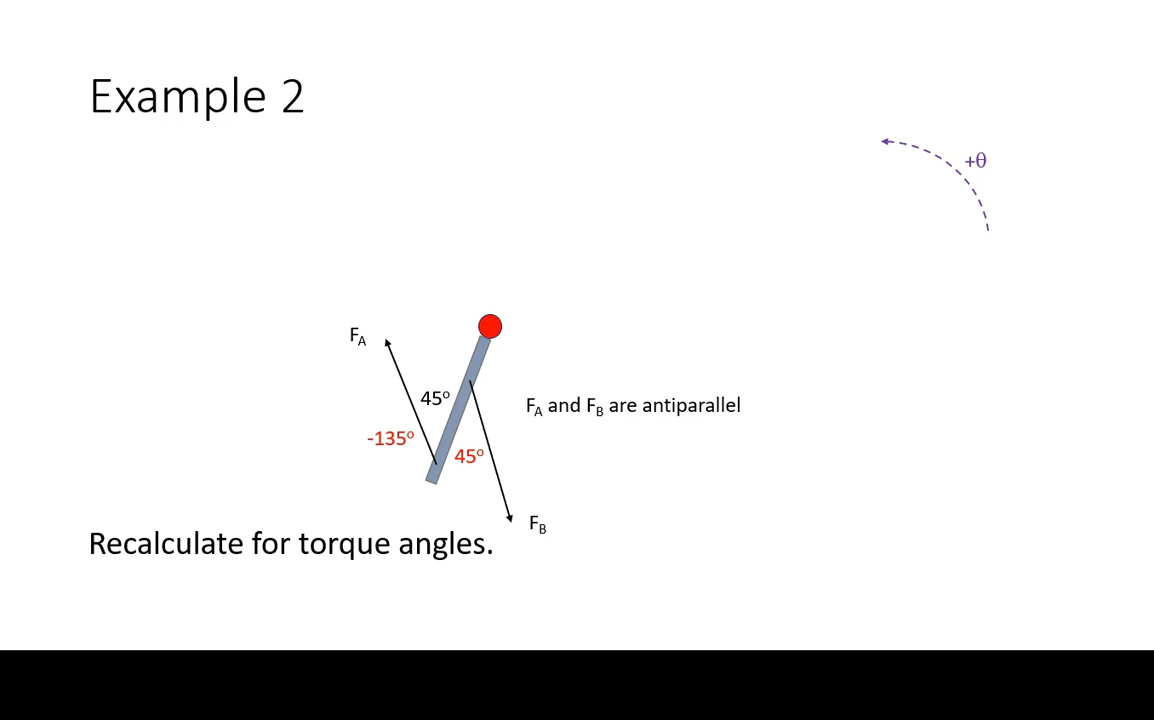 Example 2
+θ
F_A
45º
F_A and F_B are antiparallel
-135º
45º
F_B
Recalculate for torque angles.